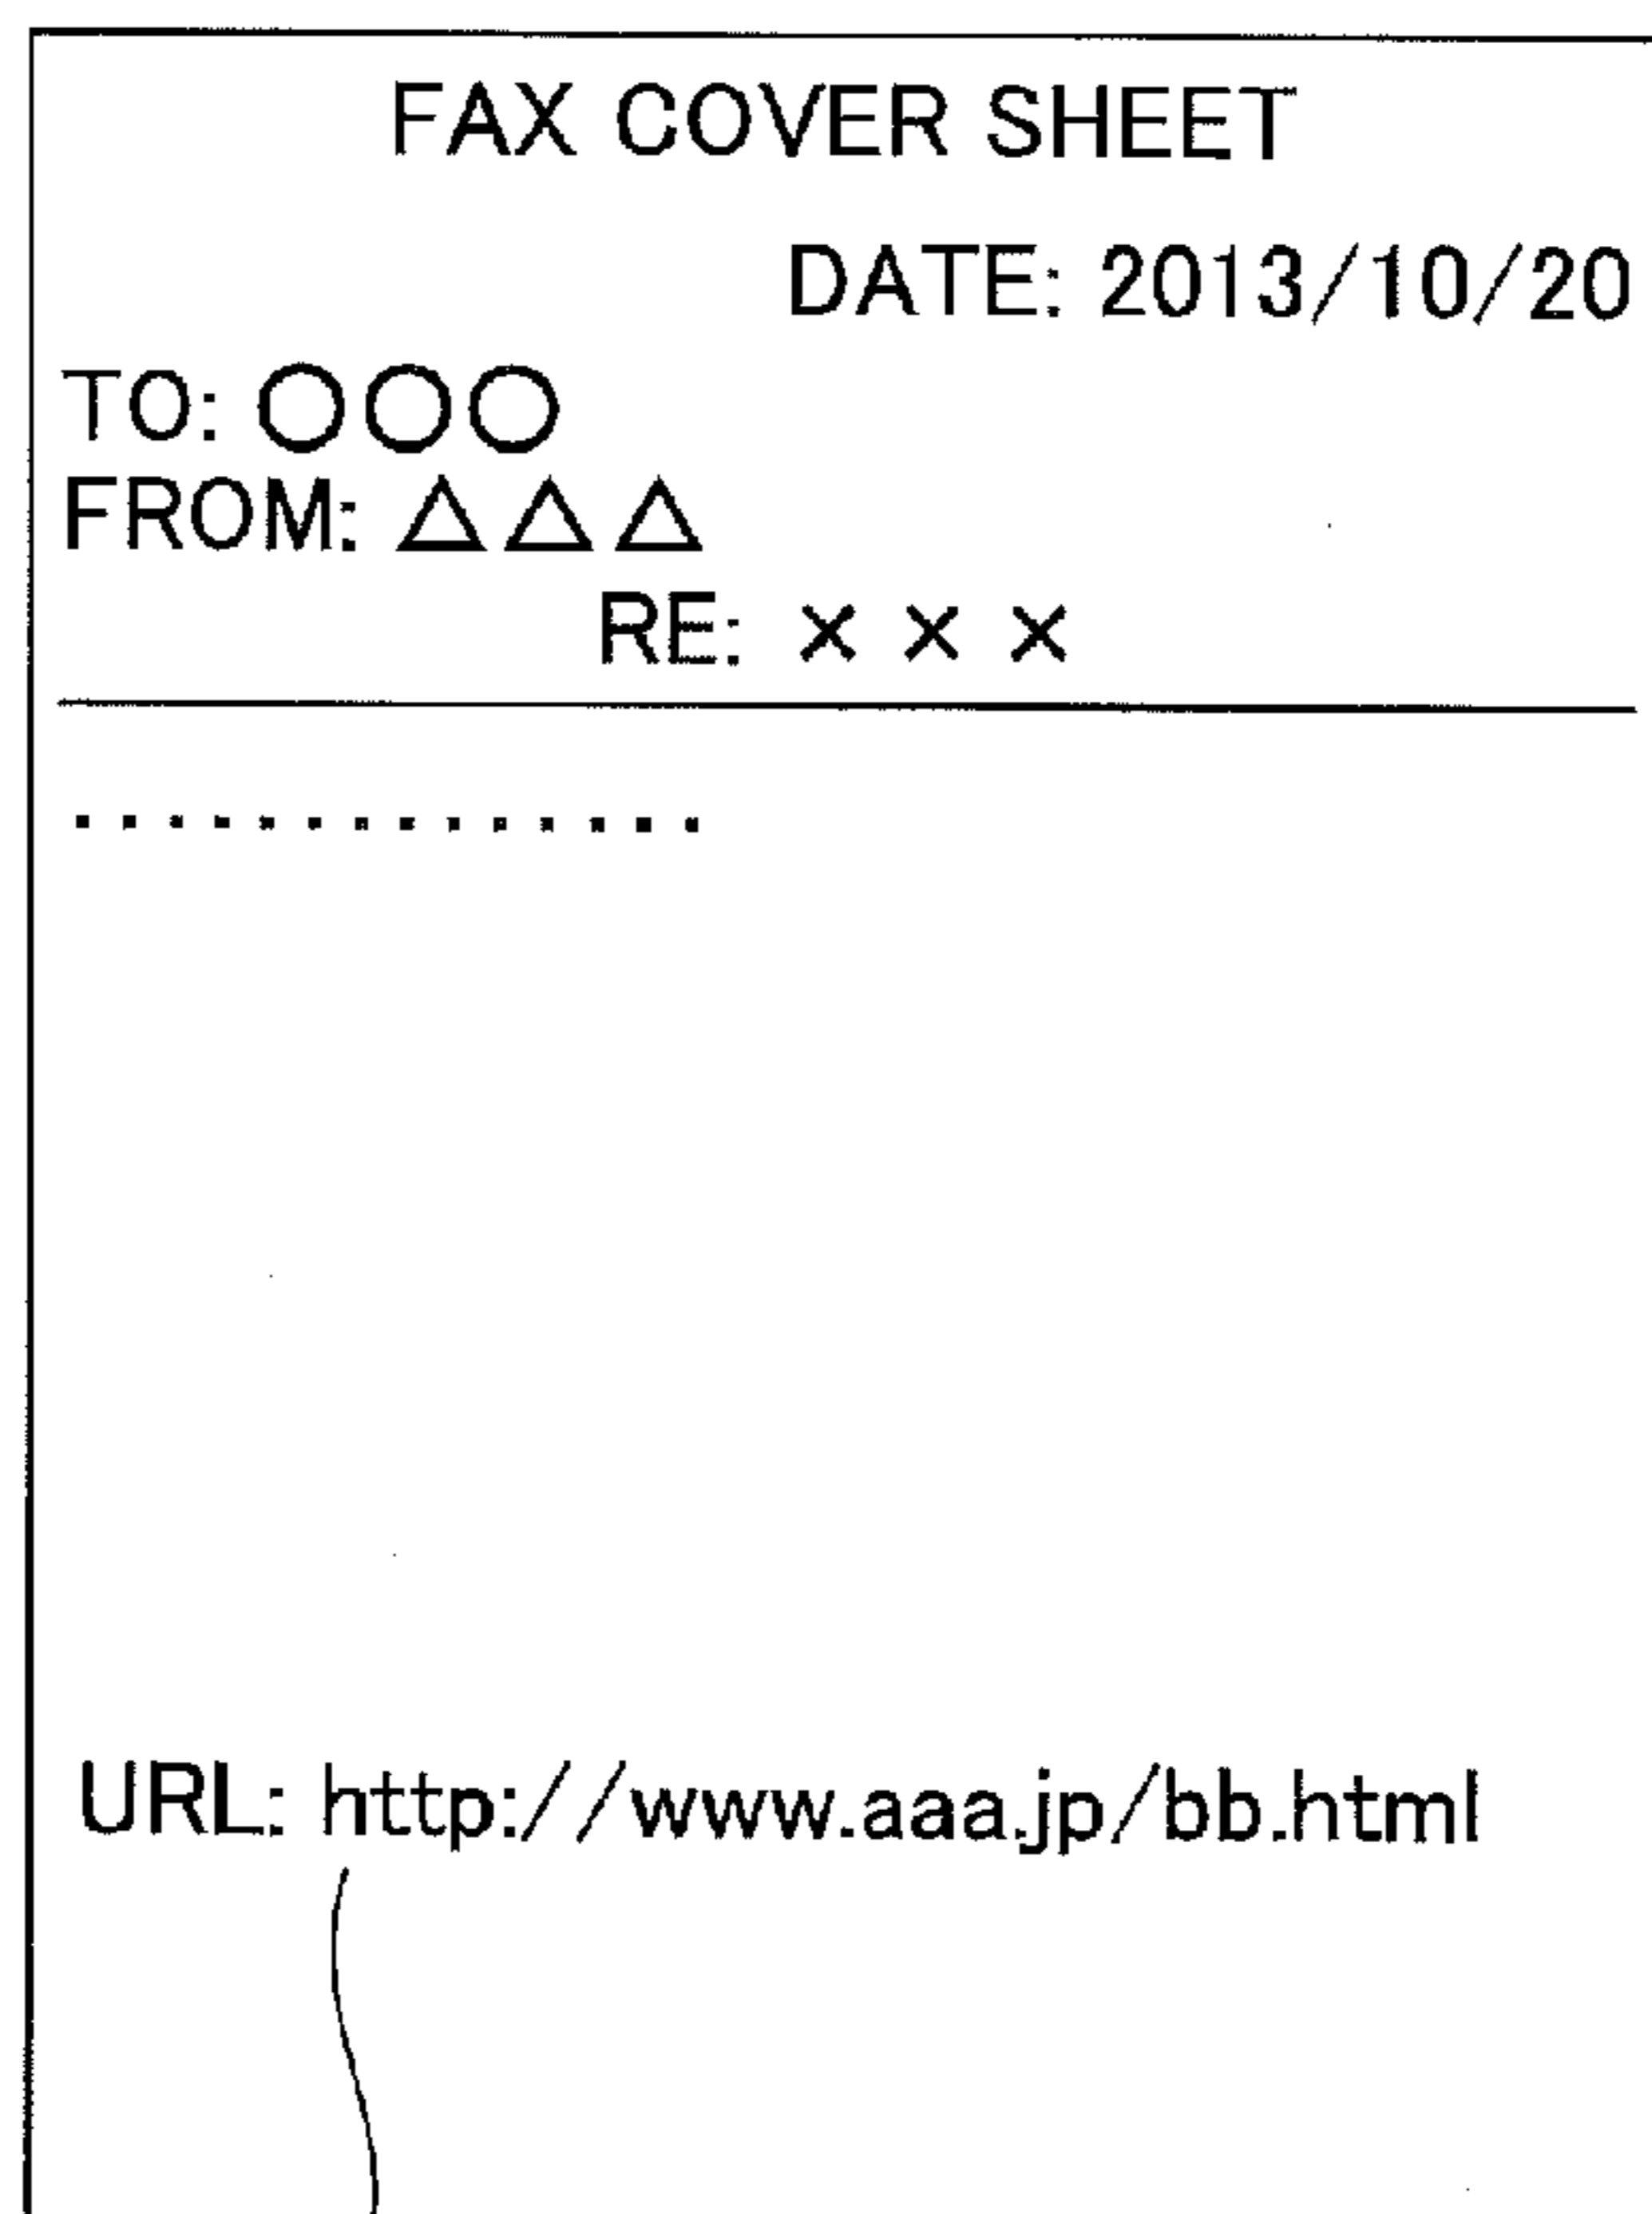 FAX COVER SHEET
DATE: 2013/10/20
TO: ○○○
FROM: △△△
RE: × × ×
. . . . . . . . . . . . . .
URL: http://www.aaa.jp/bb.html